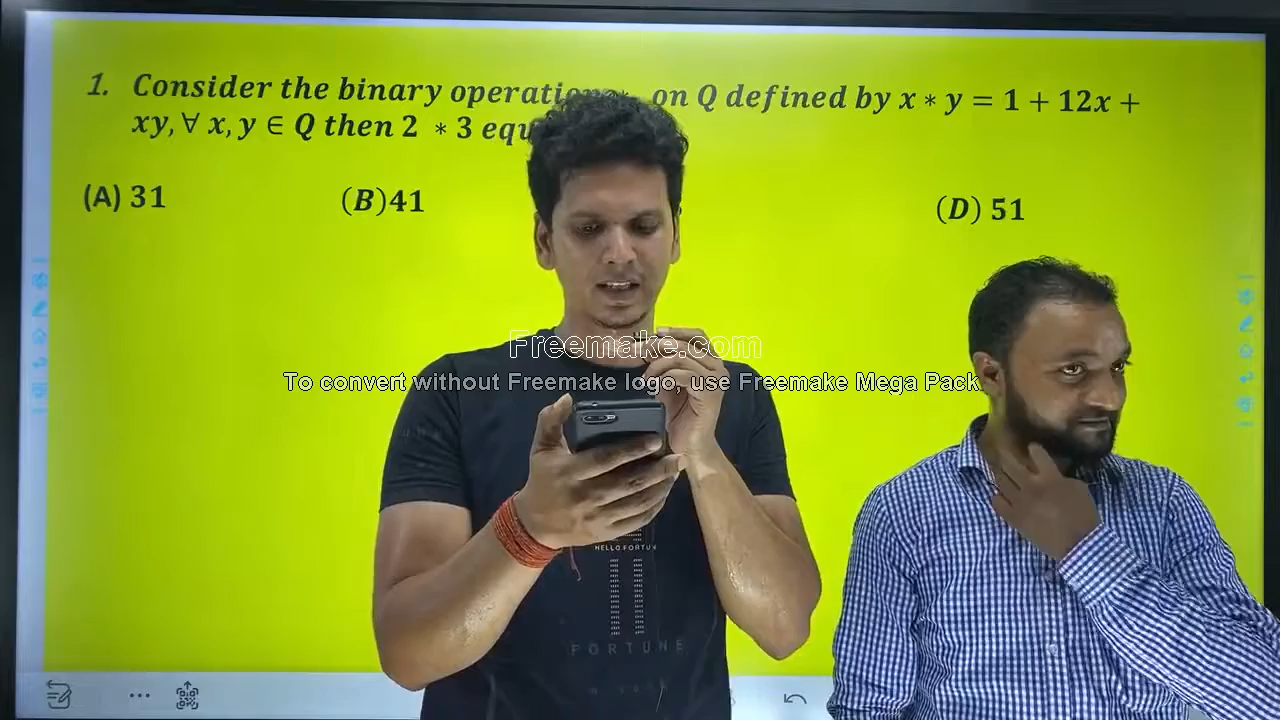 1. Consider the binary operation * on Q defined by x * y = 1 + 12x +
xy, ∀ x, y ∈ Q then 2 * 3
(A) 31 (B)41 (D) 51
Freemake.com
To convert without Freemake logo, use Freemake Mega Pack
HELLO FORTUN
FORTUNE